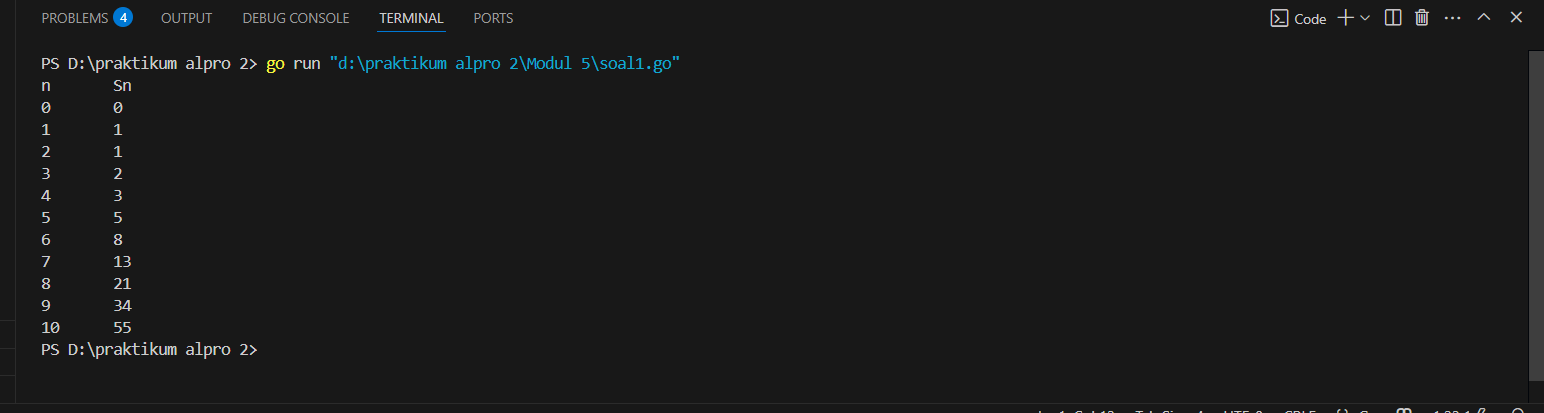 PROBLEMS 4 OUTPUT DEBUG CONSOLE TERMINAL PORTS Code
PS D:\praktikum alpro 2> go run "d:\praktikum alpro 2\Modul 5\soal1.go"
n Sn
0 0
1 1
2 1
3 2
4 3
5 5
6 8
7 13
8 21
9 34
10 55
PS D:\praktikum alpro 2>